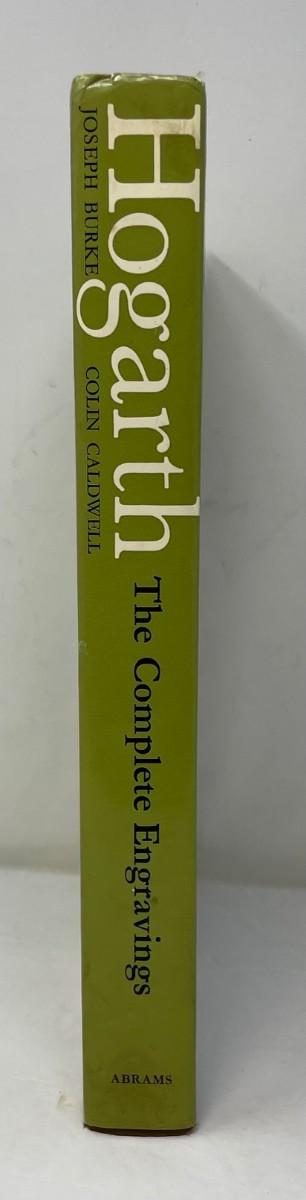 Hogarth
The Complete Engravings
JOSEPH BURKE COLIN CALDWELL
ABRAMS